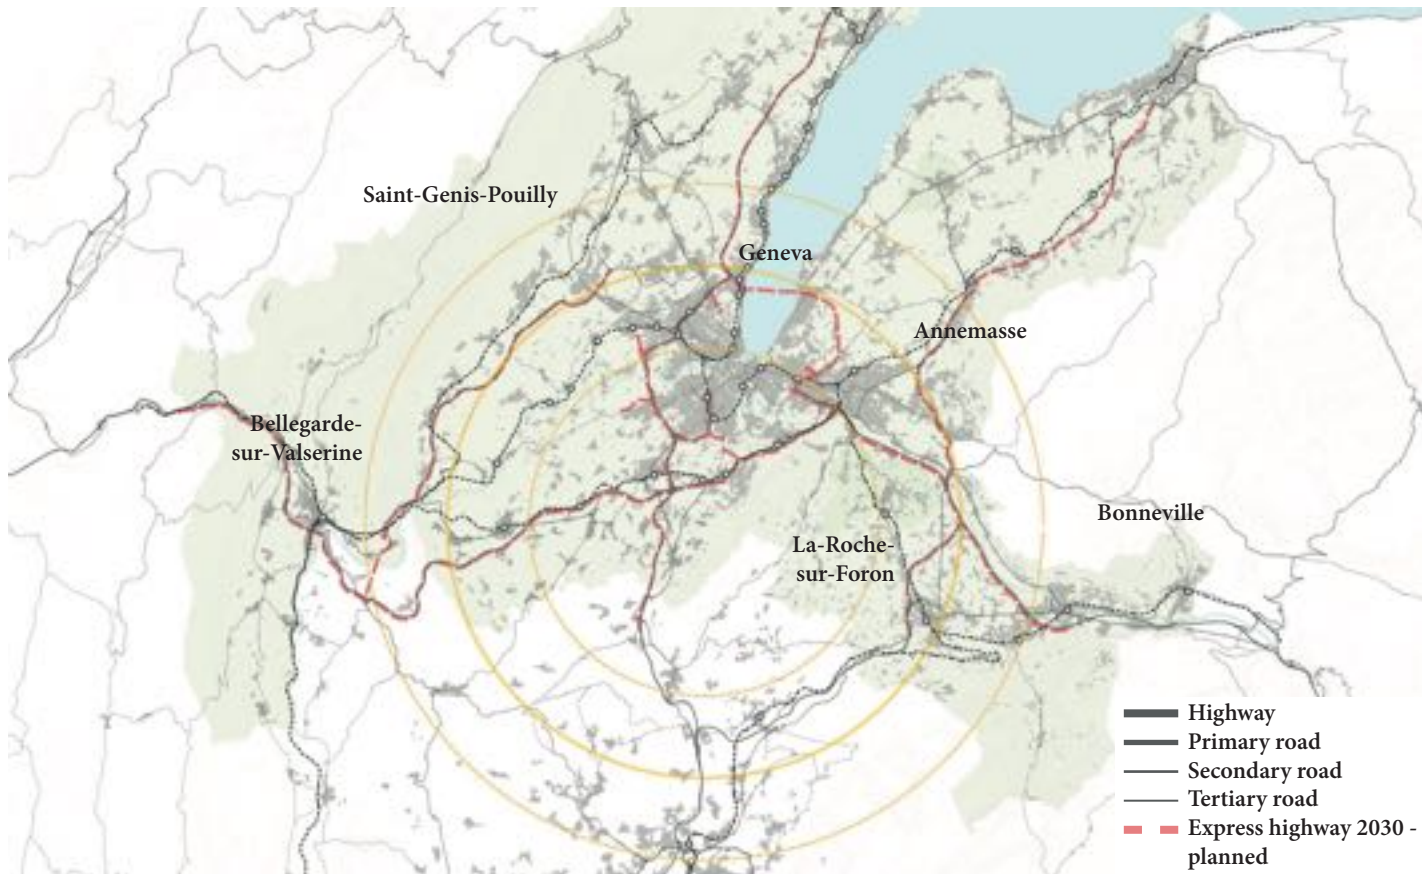 Saint-Genis-Pouilly
Geneva
Annemasse
Bellegarde-
sur-Valserine
Bonneville
La-Roche-
sur-Foron
Highway
Primary road
Secondary road
Tertiary road
Express highway 2030 -
planned